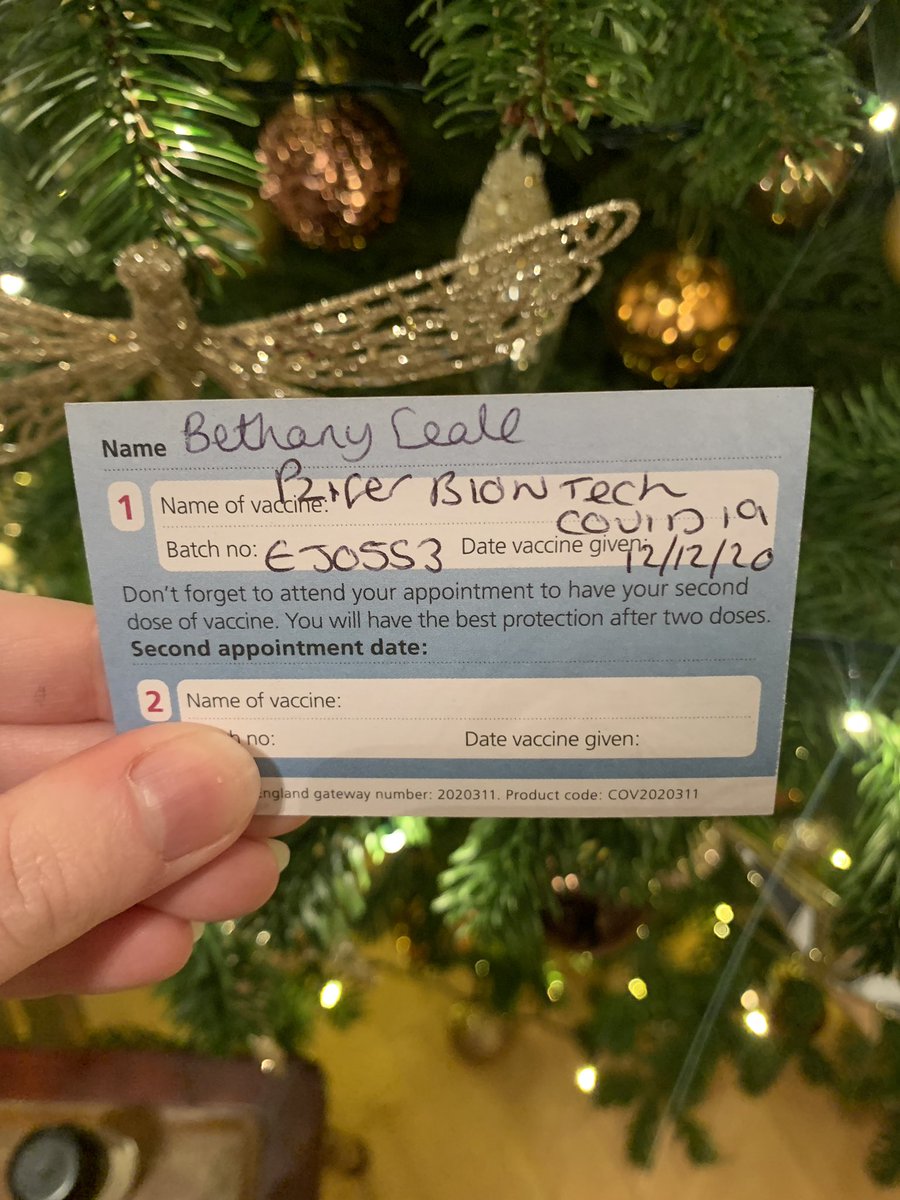 Name Bethany Leale
1 Name of vaccine: Pfizer BIONTech
COVID 19
Batch no: EJ0553 Date vaccine given: 12/12/20
Don't forget to attend your appointment to have your second
dose of vaccine. You will have the best protection after two doses.
Second appointment date:
2 Name of vaccine:
no: Date vaccine given:
England gateway number: 2020311. Product code: COV2020311